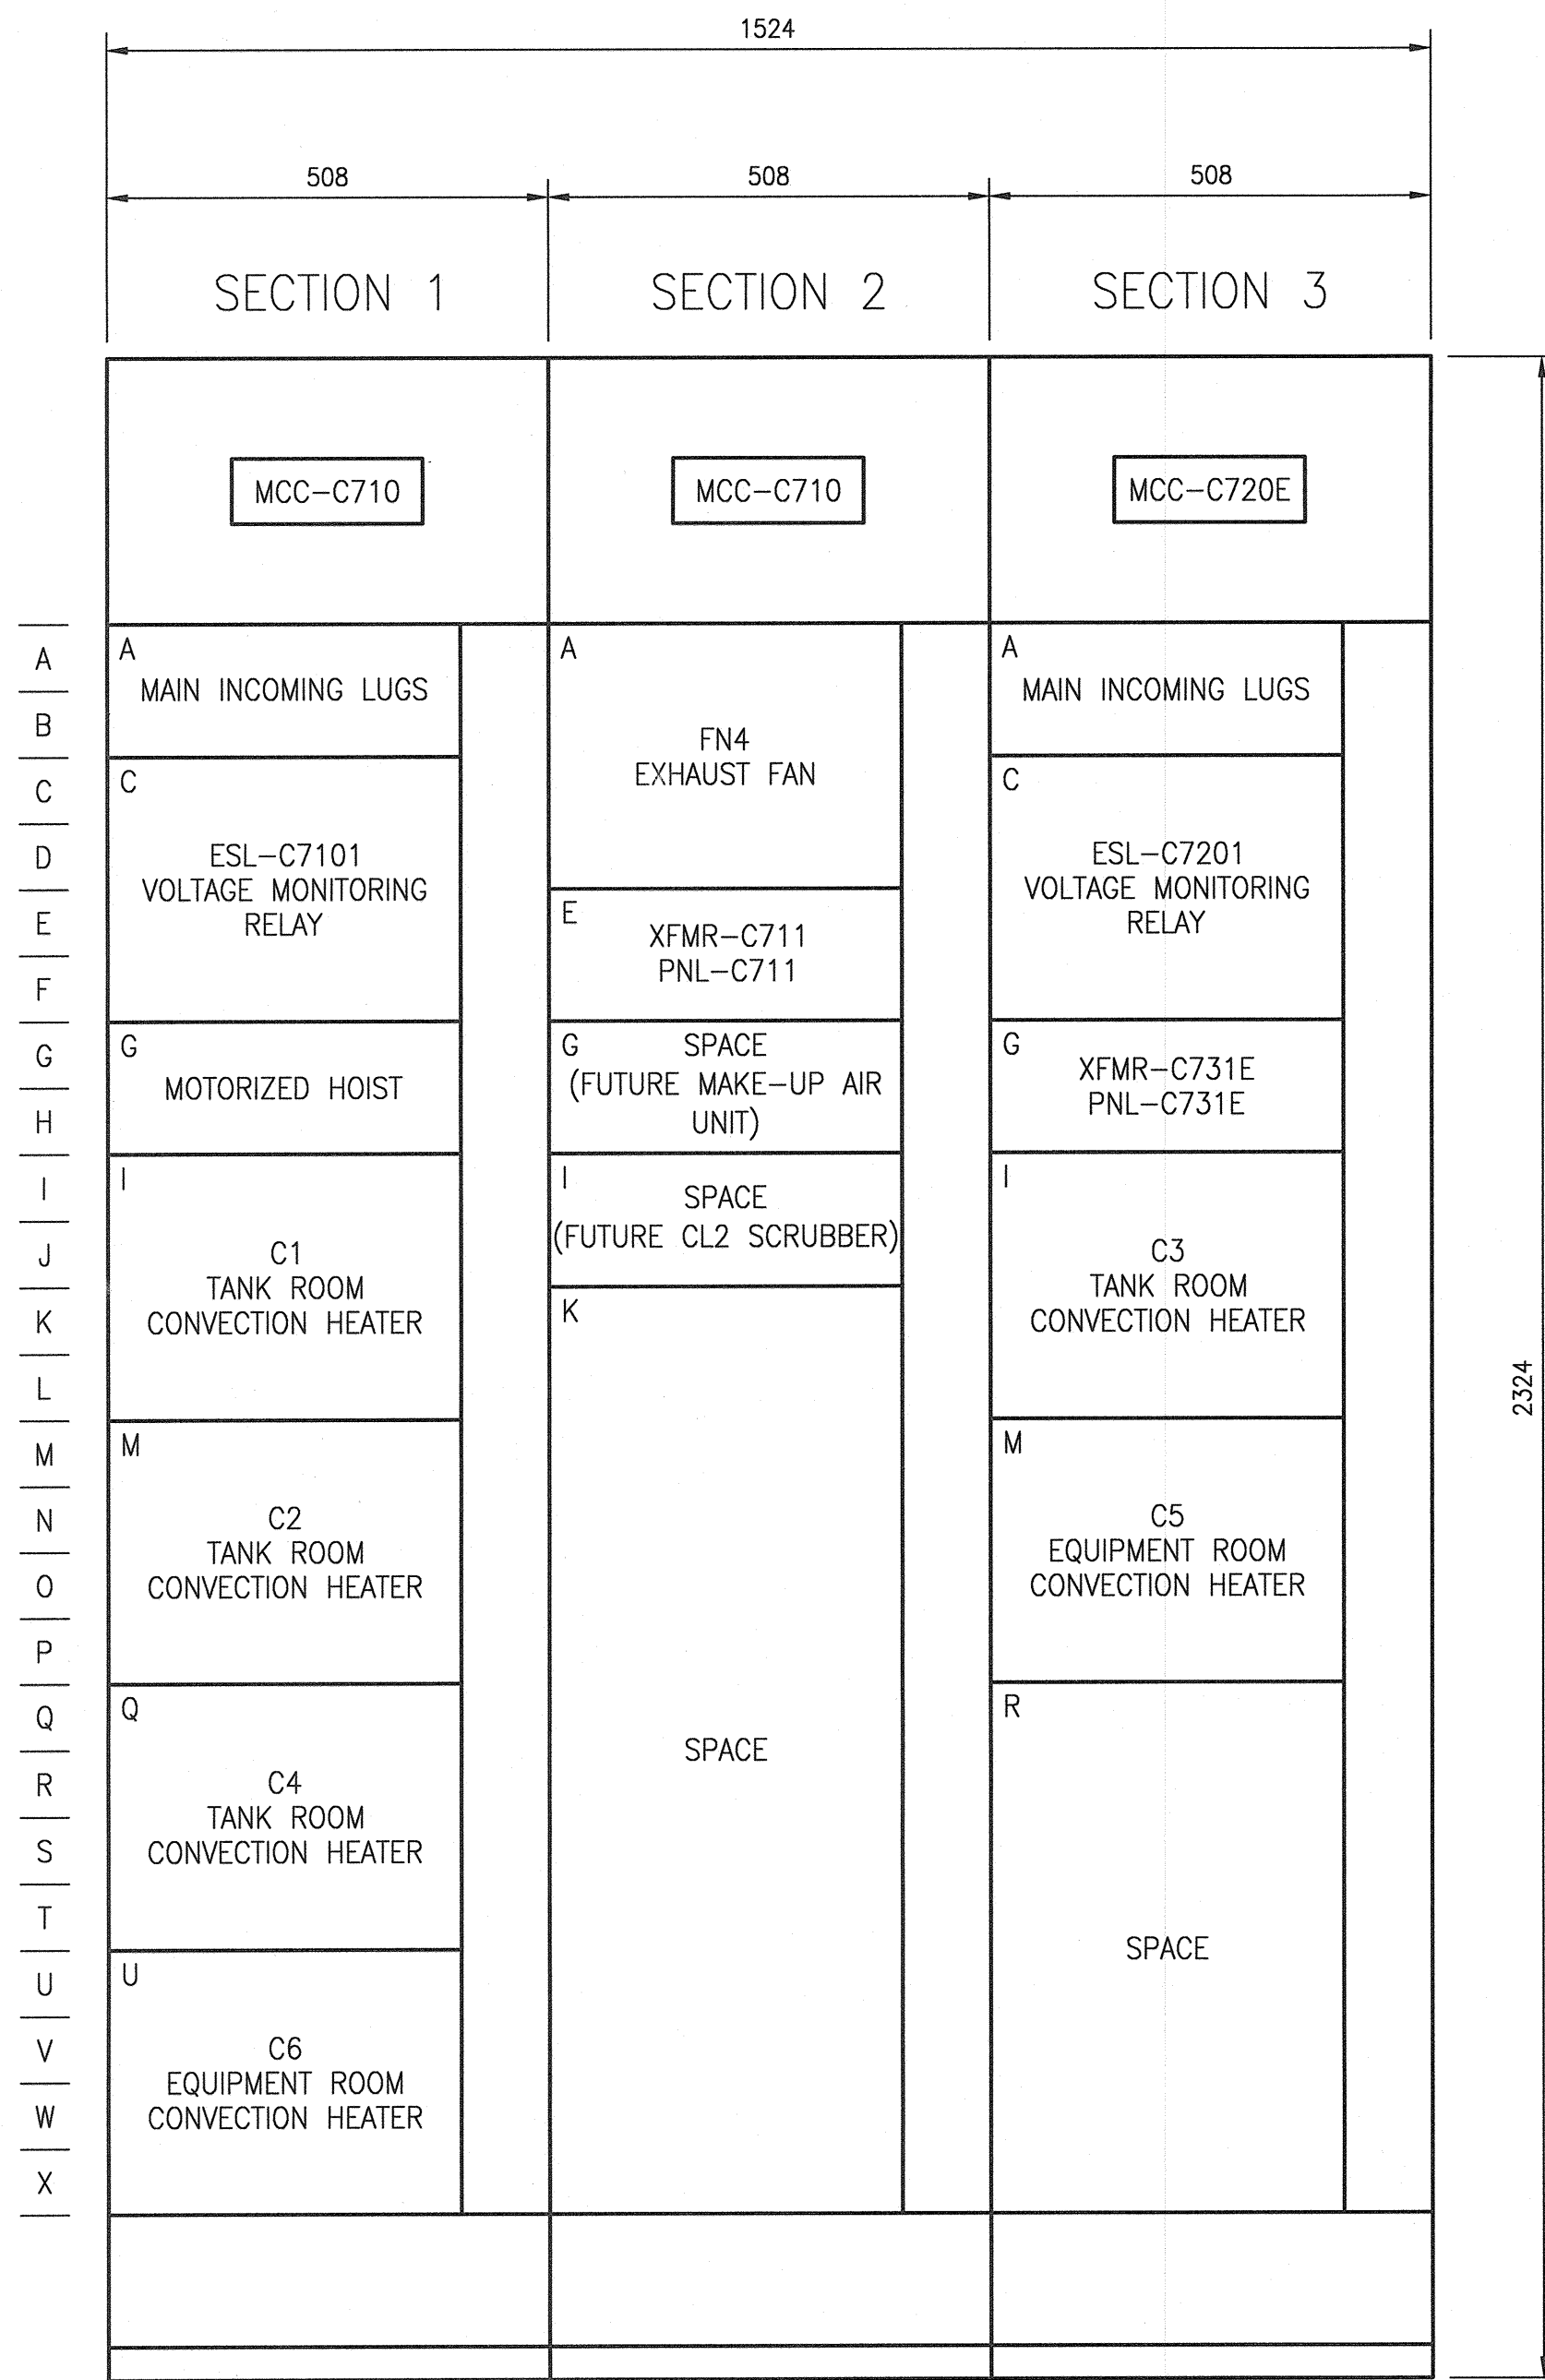 1524
508
508
508
SECTION 1
SECTION 2
SECTION 3
MCC-C710
MCC-C710
MCC-C720E
A
B
C
D
E
F
G
H
I
J
K
L
M
N
O
P
Q
R
S
T
U
V
W
X
A
MAIN INCOMING LUGS
C
ESL-C7101
VOLTAGE MONITORING
RELAY
G
MOTORIZED HOIST
I
C1
TANK ROOM
CONVECTION HEATER
M
C2
TANK ROOM
CONVECTION HEATER
Q
C4
TANK ROOM
CONVECTION HEATER
U
C6
EQUIPMENT ROOM
CONVECTION HEATER
A
FN4
EXHAUST FAN
E
XFMR-C711
PNL-C711
G SPACE
(FUTURE MAKE-UP AIR
UNIT)
I
SPACE
(FUTURE CL2 SCRUBBER)
K
SPACE
A
MAIN INCOMING LUGS
C
ESL-C7201
VOLTAGE MONITORING
RELAY
G
XFMR-C731E
PNL-C731E
I
C3
TANK ROOM
CONVECTION HEATER
M
C5
EQUIPMENT ROOM
CONVECTION HEATER
R
SPACE
2324